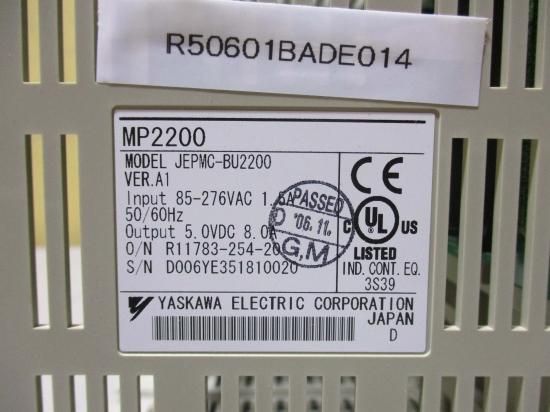 R50601BADE014
MP2200
MODEL JEPMC-BU2200
VER.A1
Input 85-276VAC 1.5A
50/60Hz
Output 5.0VDC 8.0A
O/N R11783-254-20
S/N D006YE351810020
PASSED
'06.11.
G,M
CE
C UL US
LISTED
IND. CONT. EQ.
3S39
YASKAWA ELECTRIC CORPORATION
JAPAN
D